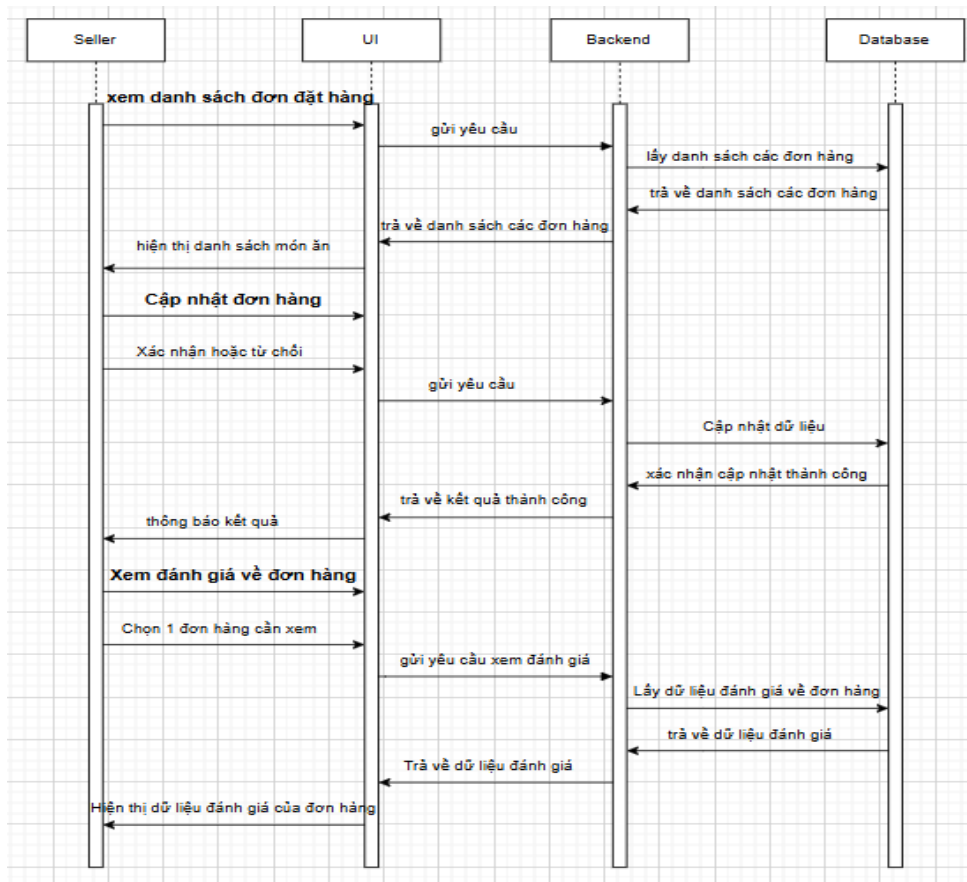 Seller
UI
Backend
Database
xem danh sách đơn đặt hàng
gửi yêu cầu
lấy danh sách các đơn hàng
trả về danh sách các đơn hàng
trả về danh sách các đơn hàng
hiện thị danh sách món ăn
Cập nhật đơn hàng
Xác nhận hoặc từ chối
gửi yêu cầu
Cập nhật dữ liệu
xác nhận cập nhật thành công
trả về kết quả thành công
thông báo kết quả
Xem đánh giá về đơn hàng
Chọn 1 đơn hàng cần xem
gửi yêu cầu xem đánh giá
Lấy dữ liệu đánh giá về đơn hàng
trả về dữ liệu đánh giá
Trả về dữ liệu đánh giá
Hiện thị dữ liệu đánh giá của đơn hàng